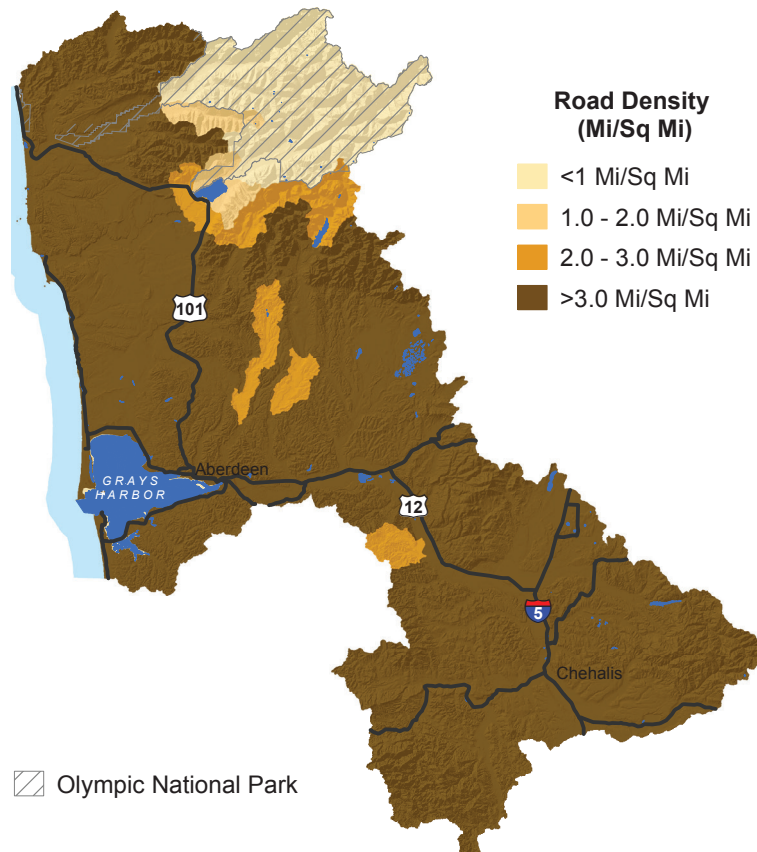 Road Density
(Mi/Sq Mi)
<1 Mi/Sq Mi
1.0 - 2.0 Mi/Sq Mi
2.0 - 3.0 Mi/Sq Mi
>3.0 Mi/Sq Mi
101
Aberdeen
GRAYS
HARBOR
12
5
Chehalis
Olympic National Park